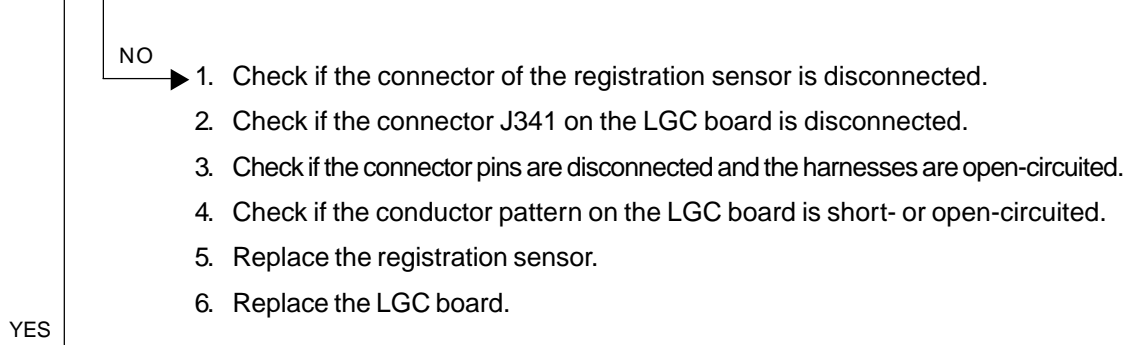 NO
1. Check if the connector of the registration sensor is disconnected.
2. Check if the connector J341 on the LGC board is disconnected.
3. Check if the connector pins are disconnected and the harnesses are open-circuited.
4. Check if the conductor pattern on the LGC board is short- or open-circuited.
5. Replace the registration sensor.
6. Replace the LGC board.
YES